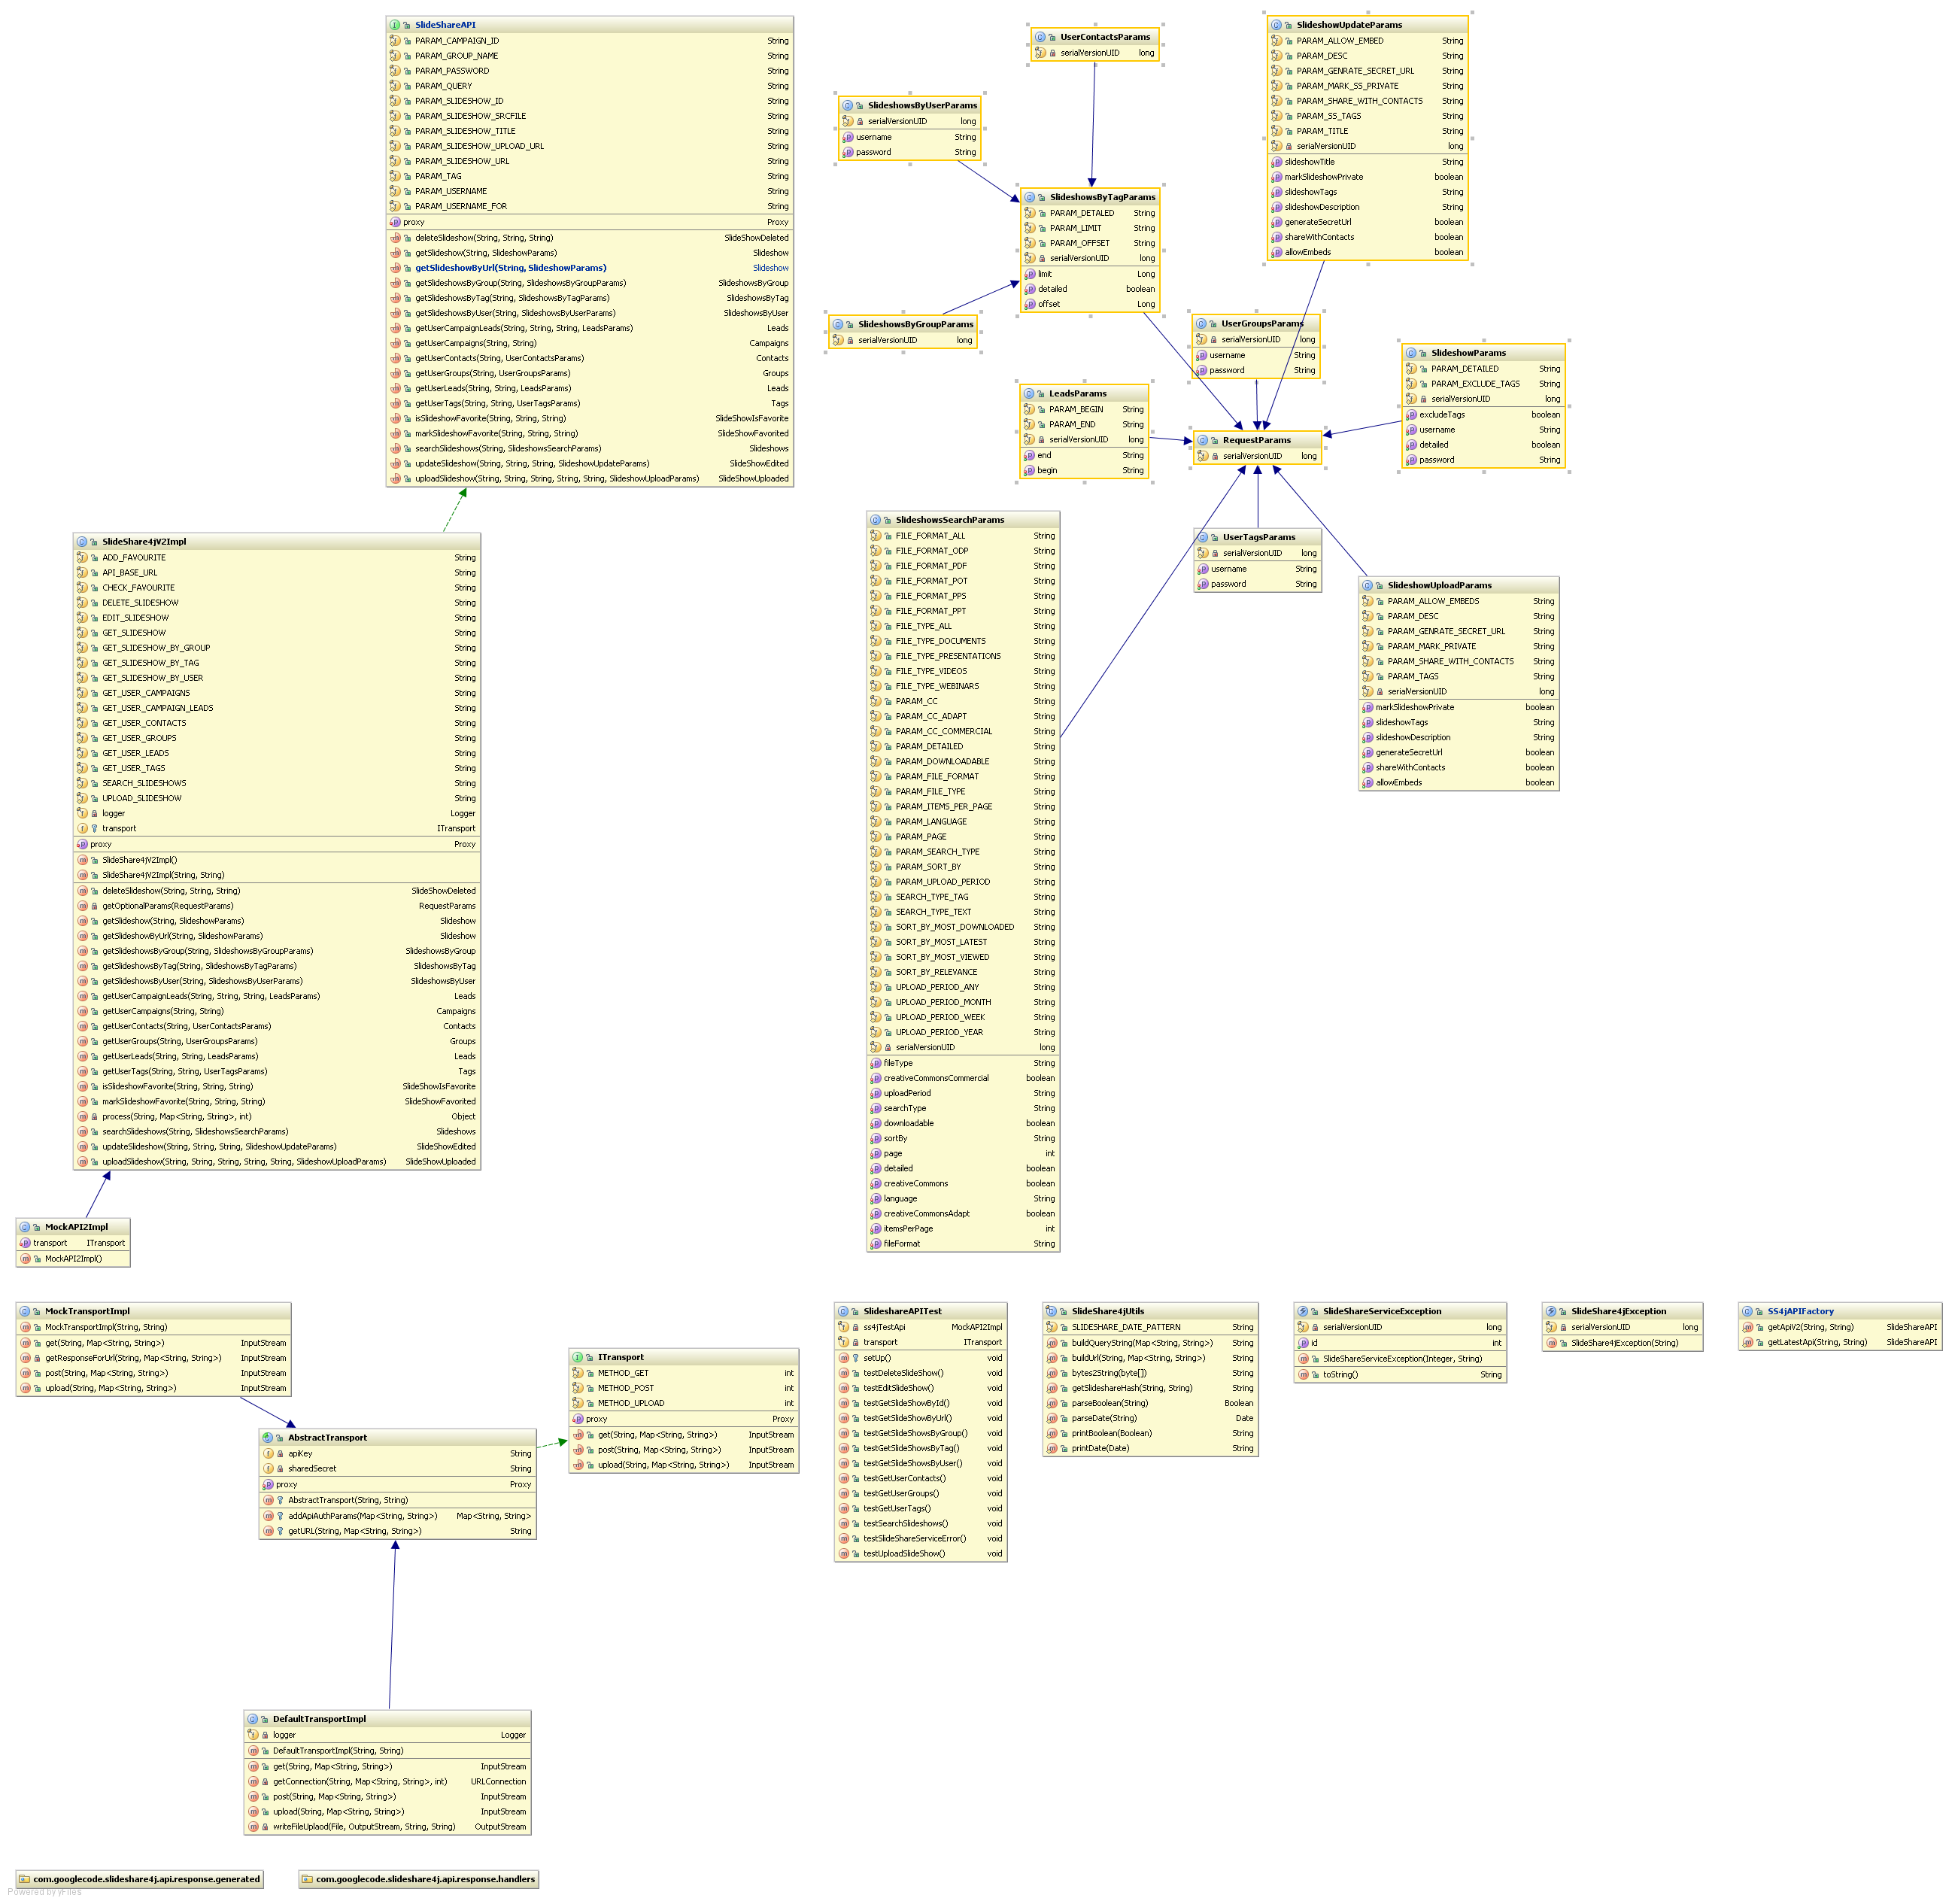 SlideShareAPI
PARAM_CAMPAIGN_ID String
PARAM_GROUP_NAME String
PARAM_PASSWORD String
PARAM_QUERY String
PARAM_SLIDESHOW_ID String
PARAM_SLIDESHOW_SRCFILE String
PARAM_SLIDESHOW_TITLE String
PARAM_SLIDESHOW_UPLOAD_URL String
PARAM_SLIDESHOW_URL String
PARAM_TAG String
PARAM_USERNAME String
PARAM_USERNAME_FOR String
proxy Proxy
deleteSlideshow(String, String, String) SlideShowDeleted
getSlideshow(String, SlideshowParams) Slideshow
getSlideshowByUrl(String, SlideshowParams) Slideshow
getSlideshowsByGroup(String, SlideshowsByGroupParams) SlideshowsByGroup
getSlideshowsByTag(String, SlideshowsByTagParams) SlideshowsByTag
getSlideshowsByUser(String, SlideshowsByUserParams) SlideshowsByUser
getUserCampaignLeads(String, String, String, LeadsParams) Leads
getUserCampaigns(String, String) Campaigns
getUserContacts(String, UserContactsParams) Contacts
getUserGroups(String, UserGroupsParams) Groups
getUserLeads(String, String, LeadsParams) Leads
getUserTags(String, String, UserTagsParams) Tags
isSlideshowFavorite(String, String, String) SlideShowIsFavorite
markSlideshowFavorite(String, String, String) SlideShowFavorited
searchSlideshows(String, SlideshowsSearchParams) Slideshows
updateSlideshow(String, String, String, SlideshowUpdateParams) SlideShowEdited
uploadSlideshow(String, String, String, String, String, SlideshowUploadParams) SlideShowUploaded
UserContactsParams
serialVersionUID long
SlideshowsByUserParams
serialVersionUID long
username String
password String
SlideshowsByTagParams
PARAM_DETALED String
PARAM_LIMIT String
PARAM_OFFSET String
serialVersionUID long
limit Long
detailed boolean
offset Long
SlideshowsByGroupParams
serialVersionUID long
SlideshowUpdateParams
PARAM_ALLOW_EMBED String
PARAM_DESC String
PARAM_GENRATE_SECRET_URL String
PARAM_MARK_SS_PRIVATE String
PARAM_SHARE_WITH_CONTACTS String
PARAM_SS_TAGS String
PARAM_TITLE String
serialVersionUID long
slideshowTitle String
markSlideshowPrivate boolean
slideshowTags String
slideshowDescription String
generateSecretUrl boolean
shareWithContacts boolean
allowEmbeds boolean
UserGroupsParams
serialVersionUID long
username String
password String
SlideshowParams
PARAM_DETAILED String
PARAM_EXCLUDE_TAGS String
serialVersionUID long
excludeTags boolean
username String
detailed boolean
password String
LeadsParams
PARAM_BEGIN String
PARAM_END String
serialVersionUID long
end String
begin String
RequestParams
serialVersionUID long
UserTagsParams
serialVersionUID long
username String
password String
SlideshowUploadParams
PARAM_ALLOW_EMBEDS String
PARAM_DESC String
PARAM_GENRATE_SECRET_URL String
PARAM_MARK_PRIVATE String
PARAM_SHARE_WITH_CONTACTS String
PARAM_TAGS String
serialVersionUID long
markSlideshowPrivate boolean
slideshowTags String
slideshowDescription String
generateSecretUrl boolean
shareWithContacts boolean
allowEmbeds boolean
SlideshowsSearchParams
FILE_FORMAT_ALL String
FILE_FORMAT_ODP String
FILE_FORMAT_PDF String
FILE_FORMAT_POT String
FILE_FORMAT_PPS String
FILE_FORMAT_PPT String
FILE_TYPE_ALL String
FILE_TYPE_DOCUMENTS String
FILE_TYPE_PRESENTATIONS String
FILE_TYPE_VIDEOS String
FILE_TYPE_WEBINARS String
PARAM_CC String
PARAM_CC_ADAPT String
PARAM_CC_COMMERCIAL String
PARAM_DETAILED String
PARAM_DOWNLOADABLE String
PARAM_FILE_FORMAT String
PARAM_FILE_TYPE String
PARAM_ITEMS_PER_PAGE String
PARAM_LANGUAGE String
PARAM_PAGE String
PARAM_SEARCH_TYPE String
PARAM_SORT_BY String
PARAM_UPLOAD_PERIOD String
SEARCH_TYPE_TAG String
SEARCH_TYPE_TEXT String
SORT_BY_MOST_DOWNLOADED String
SORT_BY_MOST_LATEST String
SORT_BY_MOST_VIEWED String
SORT_BY_RELEVANCE String
UPLOAD_PERIOD_ANY String
UPLOAD_PERIOD_MONTH String
UPLOAD_PERIOD_WEEK String
UPLOAD_PERIOD_YEAR String
serialVersionUID long
fileType String
creativeCommonsCommercial boolean
uploadPeriod String
searchType String
downloadable boolean
sortBy String
page int
detailed boolean
creativeCommons boolean
language String
creativeCommonsAdapt boolean
itemsPerPage int
fileFormat String
SlideShare4jV2Impl
ADD_FAVOURITE String
API_BASE_URL String
CHECK_FAVOURITE String
DELETE_SLIDESHOW String
EDIT_SLIDESHOW String
GET_SLIDESHOW String
GET_SLIDESHOW_BY_GROUP String
GET_SLIDESHOW_BY_TAG String
GET_SLIDESHOW_BY_USER String
GET_USER_CAMPAIGNS String
GET_USER_CAMPAIGN_LEADS String
GET_USER_CONTACTS String
GET_USER_GROUPS String
GET_USER_LEADS String
GET_USER_TAGS String
SEARCH_SLIDESHOWS String
UPLOAD_SLIDESHOW String
logger Logger
transport ITransport
proxy Proxy
SlideShare4jV2Impl()
SlideShare4jV2Impl(String, String)
deleteSlideshow(String, String, String) SlideShowDeleted
getOptionalParams(RequestParams) RequestParams
getSlideshow(String, SlideshowParams) Slideshow
getSlideshowByUrl(String, SlideshowParams) Slideshow
getSlideshowsByGroup(String, SlideshowsByGroupParams) SlideshowsByGroup
getSlideshowsByTag(String, SlideshowsByTagParams) SlideshowsByTag
getSlideshowsByUser(String, SlideshowsByUserParams) SlideshowsByUser
getUserCampaignLeads(String, String, String, LeadsParams) Leads
getUserCampaigns(String, String) Campaigns
getUserContacts(String, UserContactsParams) Contacts
getUserGroups(String, UserGroupsParams) Groups
getUserLeads(String, String, LeadsParams) Leads
getUserTags(String, String, UserTagsParams) Tags
isSlideshowFavorite(String, String, String) SlideShowIsFavorite
markSlideshowFavorite(String, String, String) SlideShowFavorited
process(String, Map<String, String>, int) Object
searchSlideshows(String, SlideshowsSearchParams) Slideshows
updateSlideshow(String, String, String, SlideshowUpdateParams) SlideShowEdited
uploadSlideshow(String, String, String, String, String, SlideshowUploadParams) SlideShowUploaded
MockAPI2Impl
transport ITransport
MockAPI2Impl()
MockTransportImpl
MockTransportImpl(String, String)
get(String, Map<String, String>) InputStream
getResponseForUrl(String, Map<String, String>) InputStream
post(String, Map<String, String>) InputStream
upload(String, Map<String, String>) InputStream
ITransport
METHOD_GET int
METHOD_POST int
METHOD_UPLOAD int
proxy Proxy
get(String, Map<String, String>) InputStream
post(String, Map<String, String>) InputStream
upload(String, Map<String, String>) InputStream
AbstractTransport
apiKey String
sharedSecret String
proxy Proxy
AbstractTransport(String, String)
addApiAuthParams(Map<String, String>) Map<String, String>
getURL(String, Map<String, String>) String
SlideshareAPITest
ss4jTestApi MockAPI2Impl
transport ITransport
setUp() void
testDeleteSlideShow() void
testEditSlideShow() void
testGetSlideShowById() void
testGetSlideShowByUrl() void
testGetSlideShowsByGroup() void
testGetSlideShowsByTag() void
testGetSlideShowsByUser() void
testGetUserContacts() void
testGetUserGroups() void
testGetUserTags() void
testSearchSlideshows() void
testSlideShareServiceError() void
testUploadSlideShow() void
SlideShare4jUtils
SLIDESHARE_DATE_PATTERN String
buildQueryString(Map<String, String>) String
buildUrl(String, Map<String, String>) String
bytes2String(byte[]) String
getSlideshareHash(String, String) String
parseBoolean(String) Boolean
parseDate(String) Date
printBoolean(Boolean) String
printDate(Date) String
SlideShareServiceException
serialVersionUID long
id int
SlideShareServiceException(Integer, String)
toString() String
SlideShare4jException
serialVersionUID long
SlideShare4jException(String)
SS4jAPIFactory
getApiV2(String, String) SlideShareAPI
getLatestApi(String, String) SlideShareAPI
DefaultTransportImpl
logger Logger
DefaultTransportImpl(String, String)
get(String, Map<String, String>) InputStream
getConnection(String, Map<String, String>, int) URLConnection
post(String, Map<String, String>) InputStream
upload(String, Map<String, String>) InputStream
writeFileUplaod(File, OutputStream, String, String) OutputStream
com.googlecode.slideshare4j.api.response.generated
com.googlecode.slideshare4j.api.response.handlers
Powered by yFiles